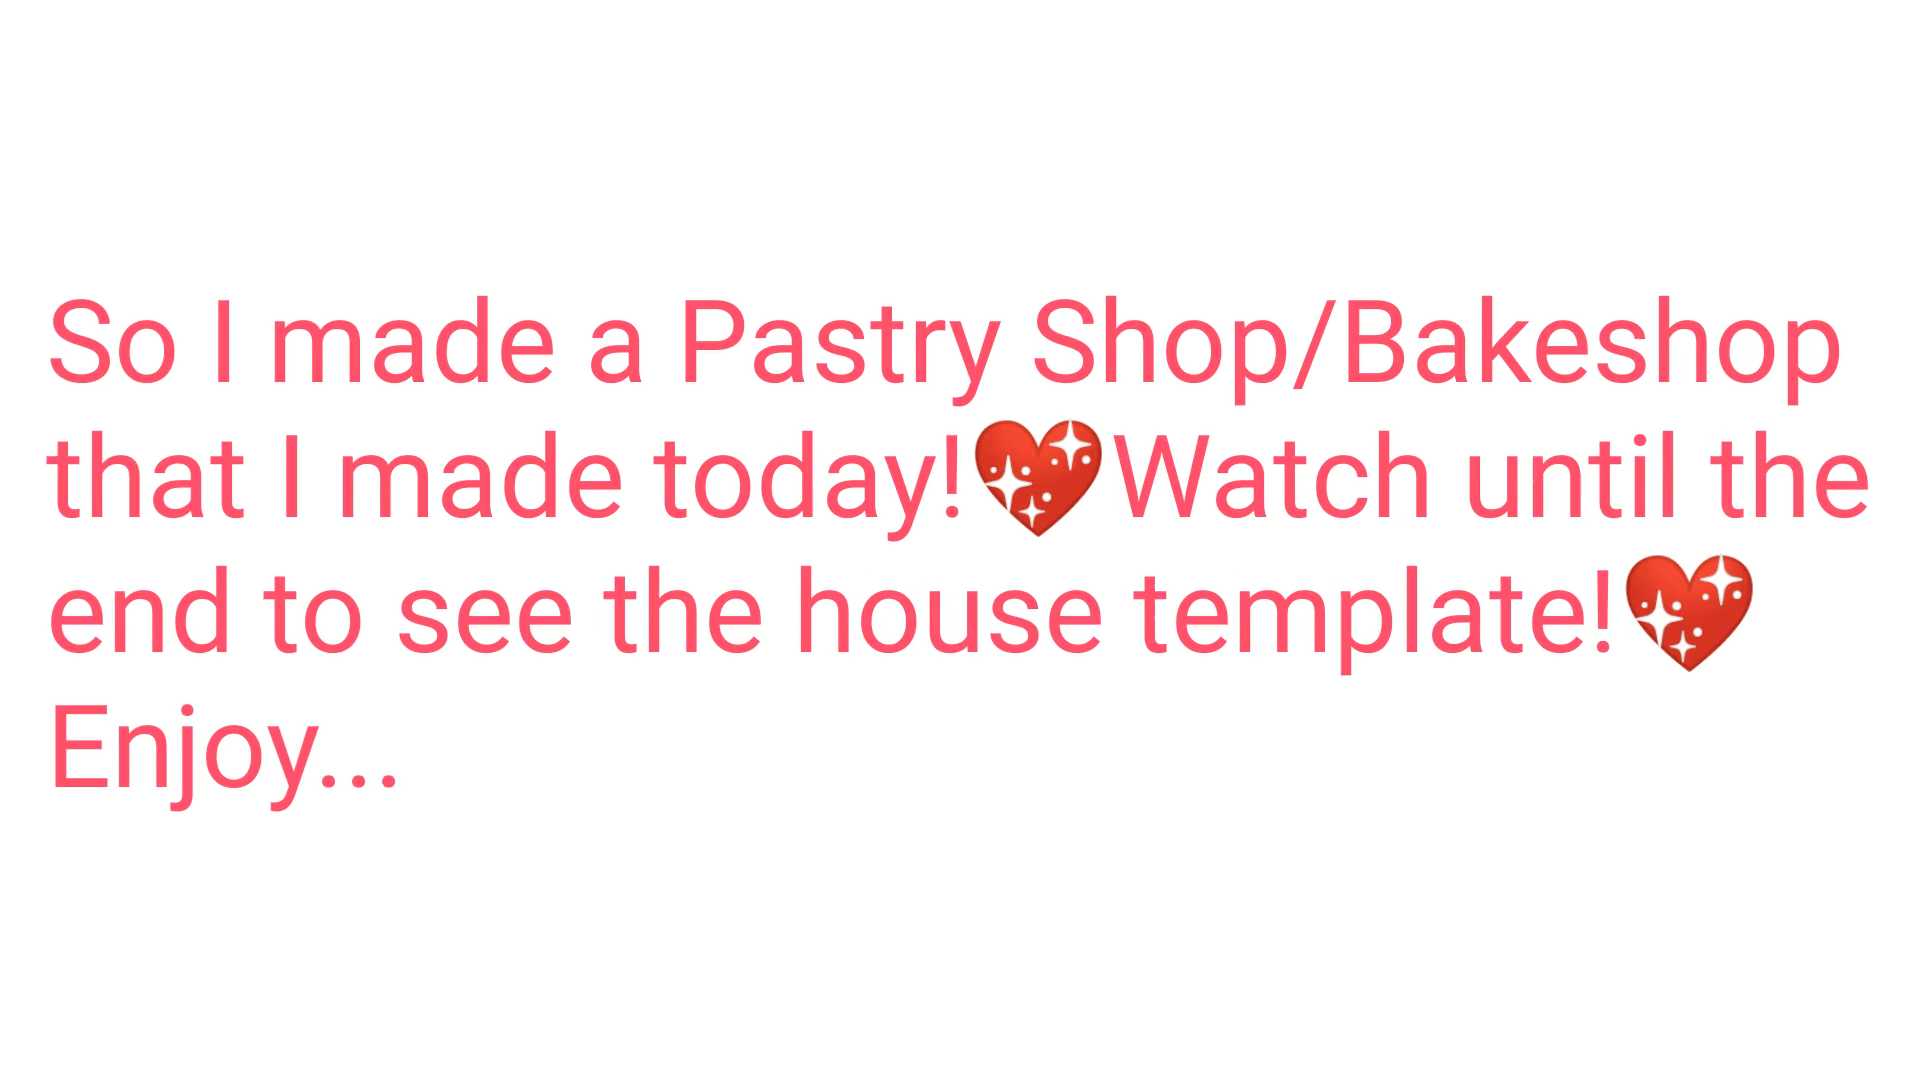 So I made a Pastry Shop/Bakeshop
that I made today!💖Watch until the
end to see the house template!💖
Enjoy...